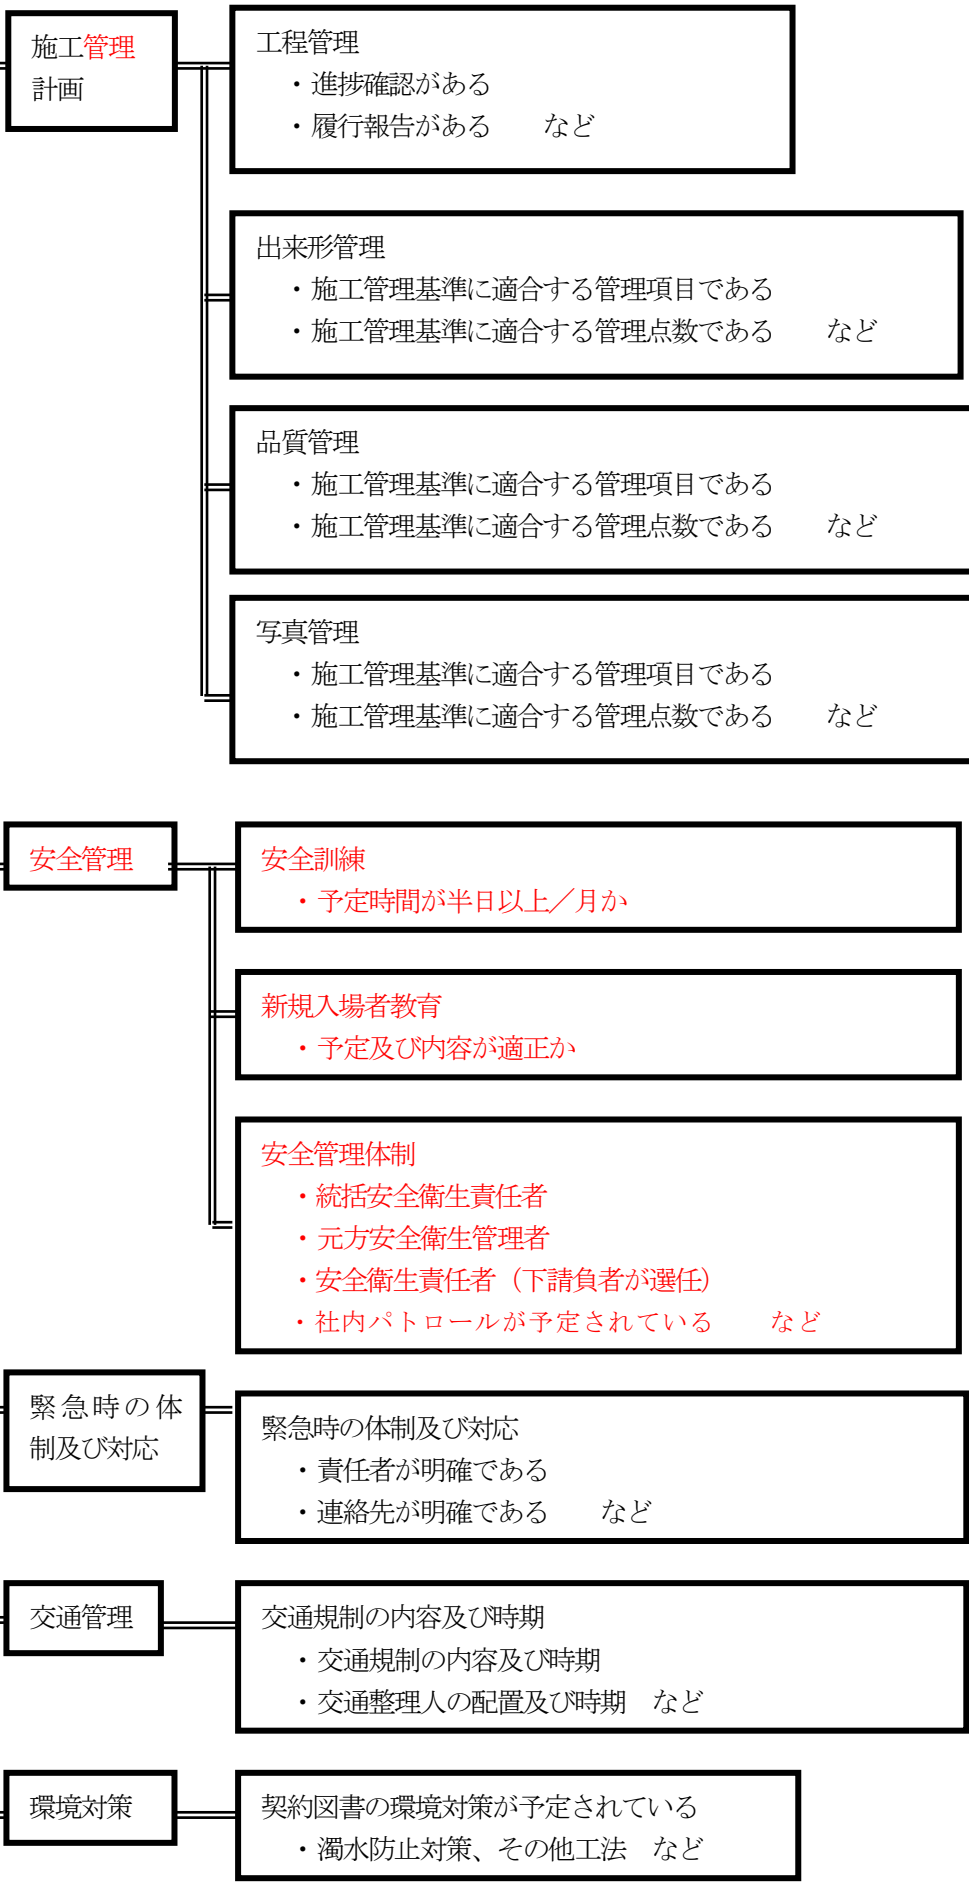 施工管理
計画
工程管理
・進捗確認がある
・履行報告がある　　など
出来形管理
・施工管理基準に適合する管理項目である
・施工管理基準に適合する管理点数である　　など
品質管理
・施工管理基準に適合する管理項目である
・施工管理基準に適合する管理点数である　　など
写真管理
・施工管理基準に適合する管理項目である
・施工管理基準に適合する管理点数である　　など
安全管理
安全訓練
・予定時間が半日以上／月か
新規入場者教育
・予定及び内容が適正か
安全管理体制
・統括安全衛生責任者
・元方安全衛生管理者
・安全衛生責任者（下請負者が選任）
・社内パトロールが予定されている　　など
緊急時の体
制及び対応
緊急時の体制及び対応
・責任者が明確である
・連絡先が明確である　　など
交通管理
交通規制の内容及び時期
・交通規制の内容及び時期
・交通整理人の配置及び時期　など
環境対策
契約図書の環境対策が予定されている
・濁水防止対策、その他工法　など